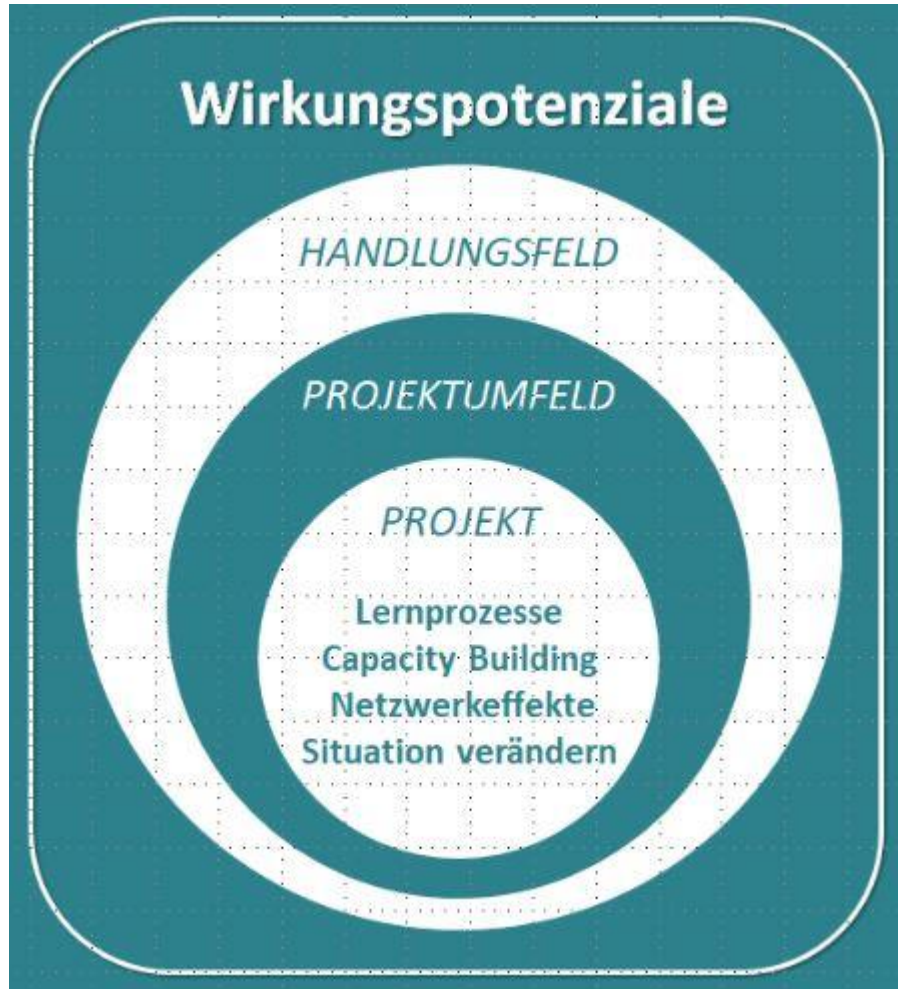 Wirkungspotenziale
HANDLUNGSFELD
PROJEKTUMFELD
PROJEKT
Lernprozesse
Capacity Building
Netzwerkeffekte
Situation verändern